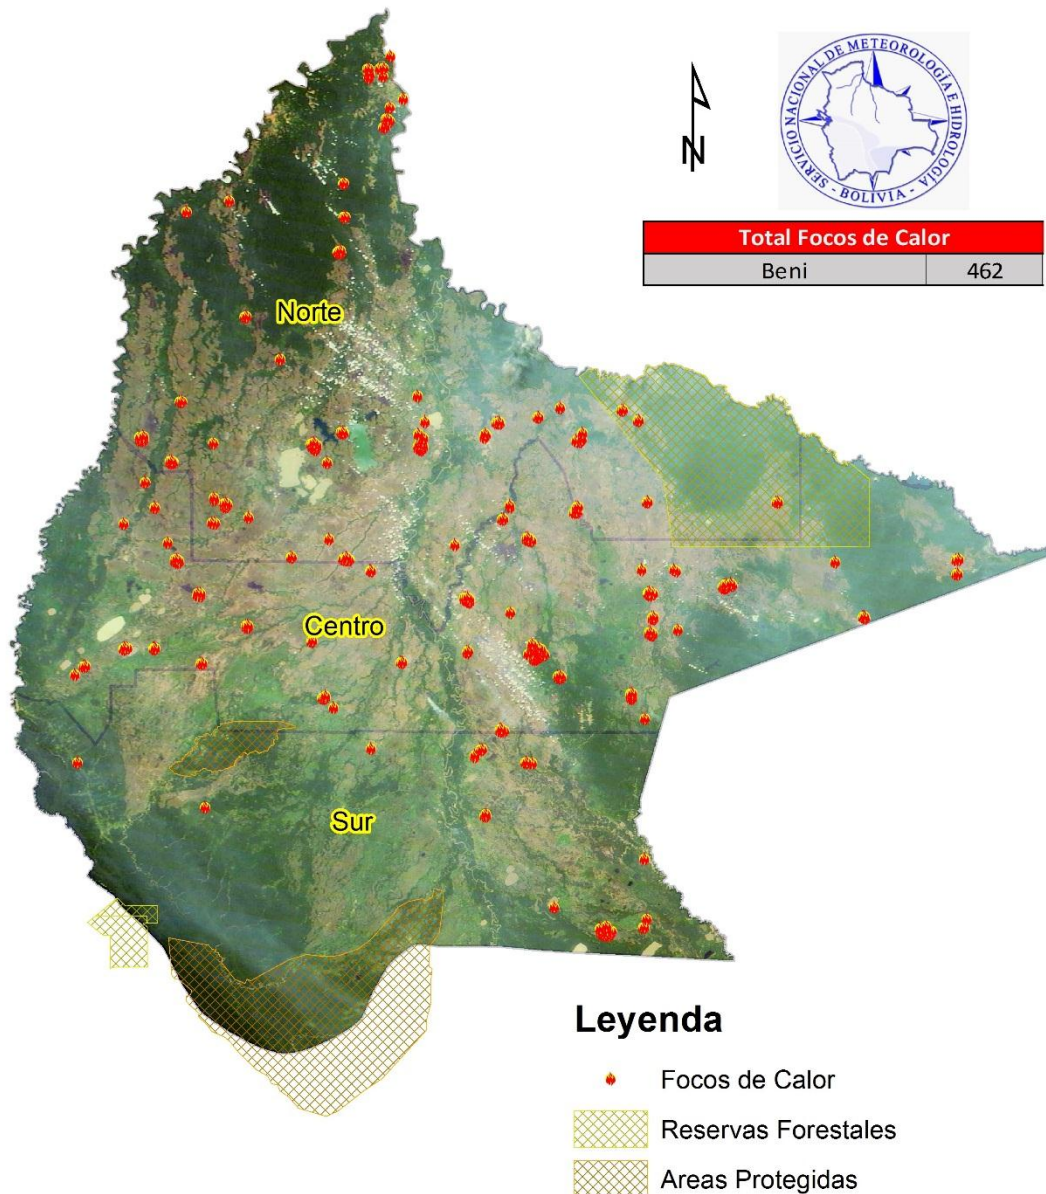 SERVICIO NACIONAL DE METEOROLOGÍA E HIDROLOGÍA
- BOLIVIA -
N
Total Focos de Calor
Beni 462
Norte
Centro
Sur
Leyenda
Focos de Calor
Reservas Forestales
Areas Protegidas